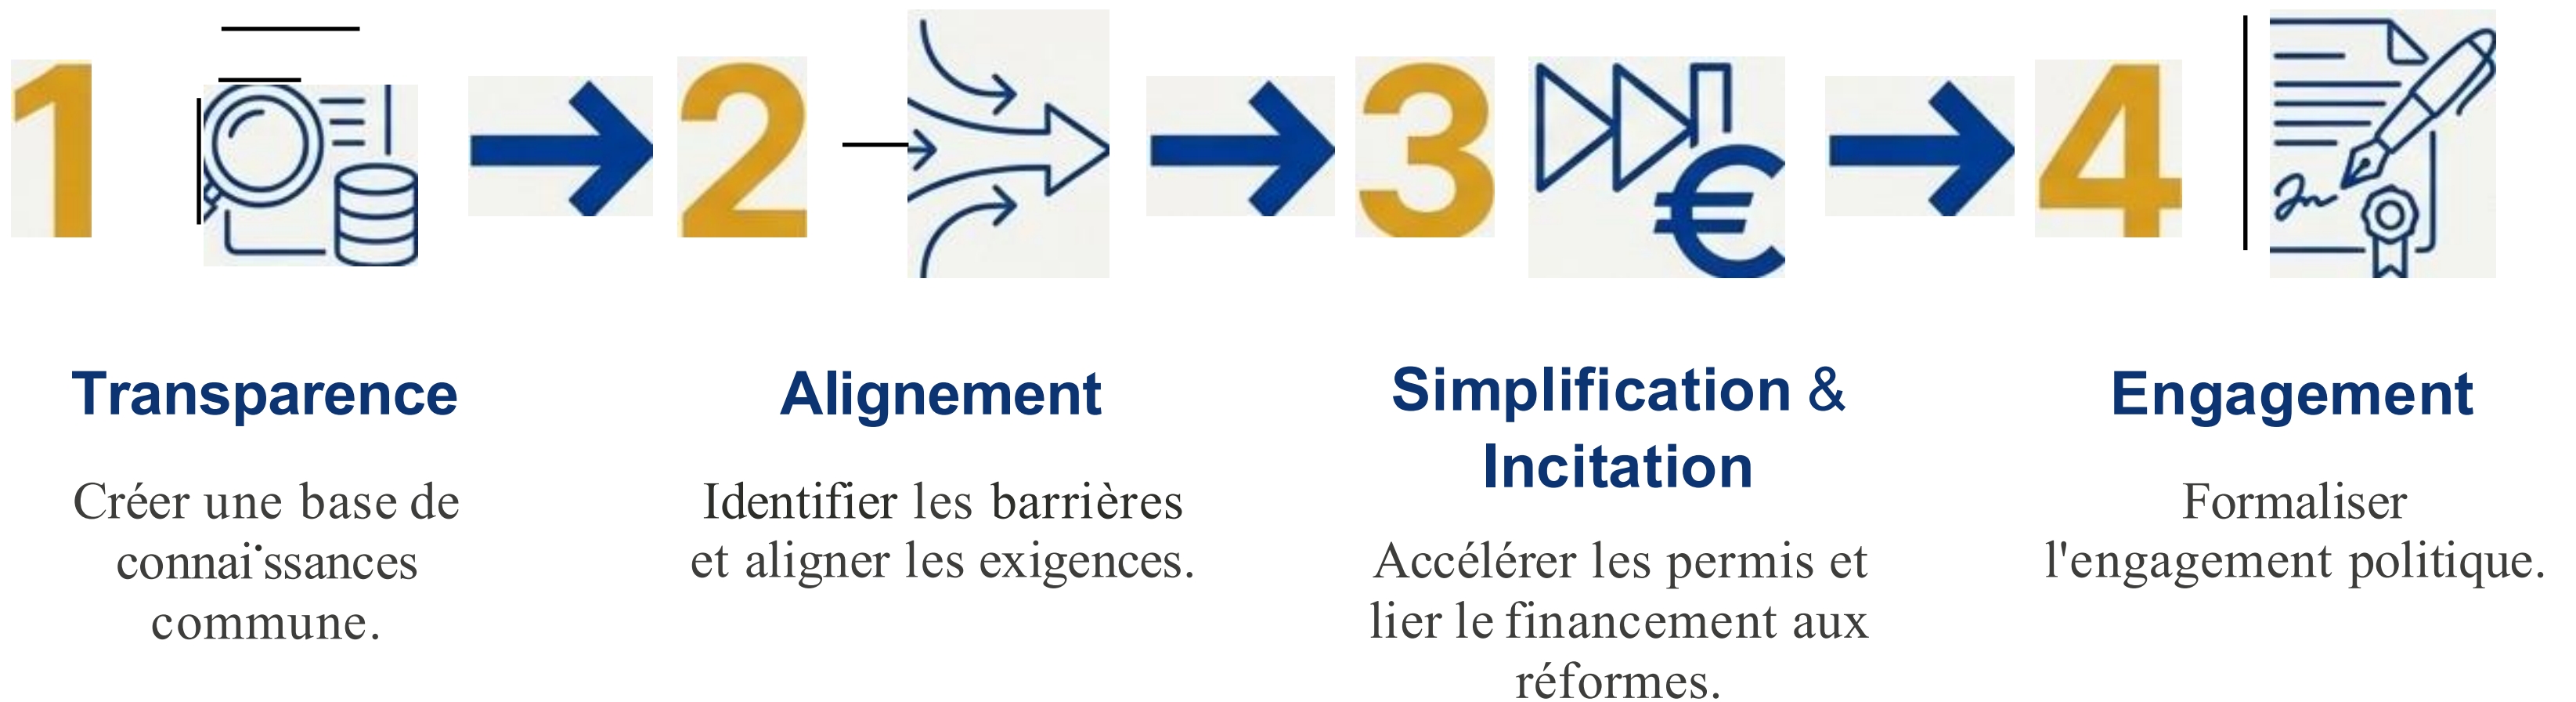 1
2
3
€
4
Transparence
Créer une base de
connaissances
commune.
Alignement
Identifier les barrières
et aligner les exigences.
Simplification &
Incitation
Accélérer les permis et
lier le financement aux
réformes.
Engagement
Formaliser
l'engagement politique.